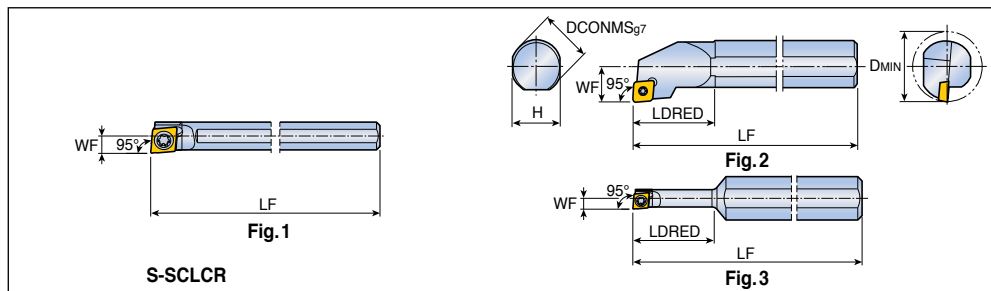 WF
95°
LF
Fig.1
S-SCLCR
DCONMSg7
H
WF
95°
LDRED
LF
Fig.2
DMIN
WF
95°
LDRED
LF
Fig.3